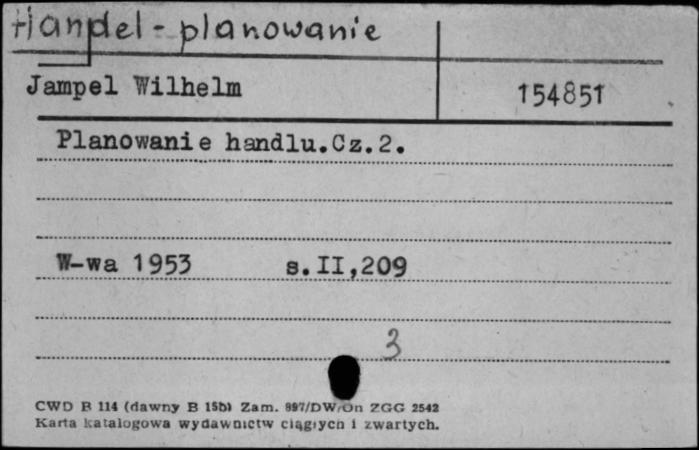 Handel - planowanie
Jampel Wilhelm 154851
Planowanie handlu.Cz.2.
W-wa 1953 s.II,209
3
CWD B 114 (dawny B 15b) Zam. 897/DW/On ZGG 2542
Karta katalogowa wydawnictw ciągłych i zwartych.